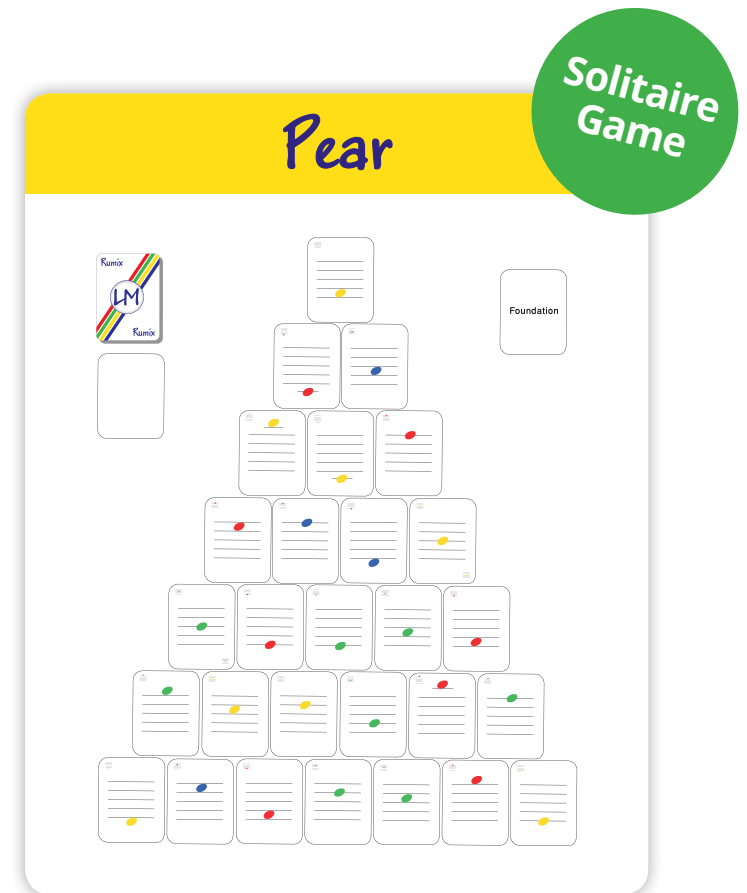 Solitaire
Game
Pear
Rumix
LM
Rumix
Foundation